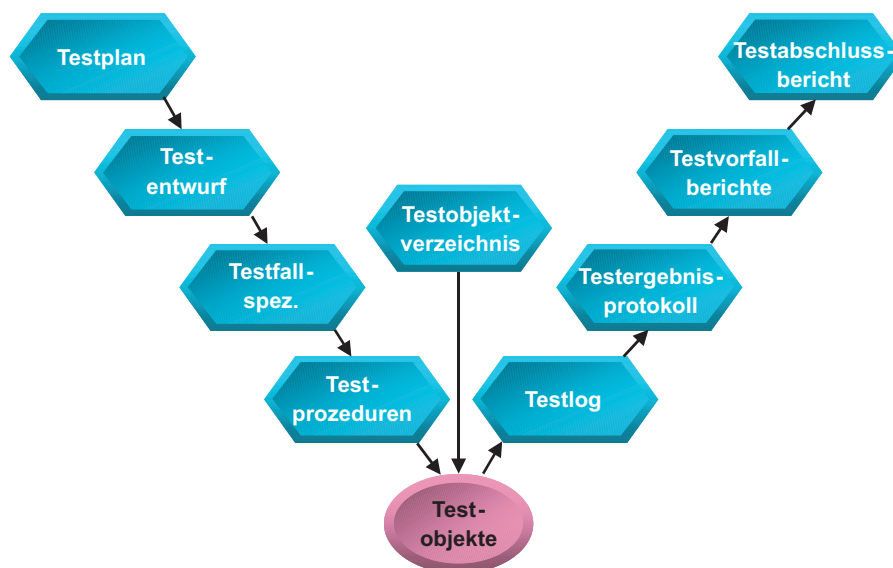 Testplan
Test-
entwurf
Testfall-
spez.
Test-
prozeduren
Testobjekt-
verzeichnis
Test-
objekte
Testlog
Testergebnis-
protokoll
Testvorfall-
berichte
Testabschluss-
bericht